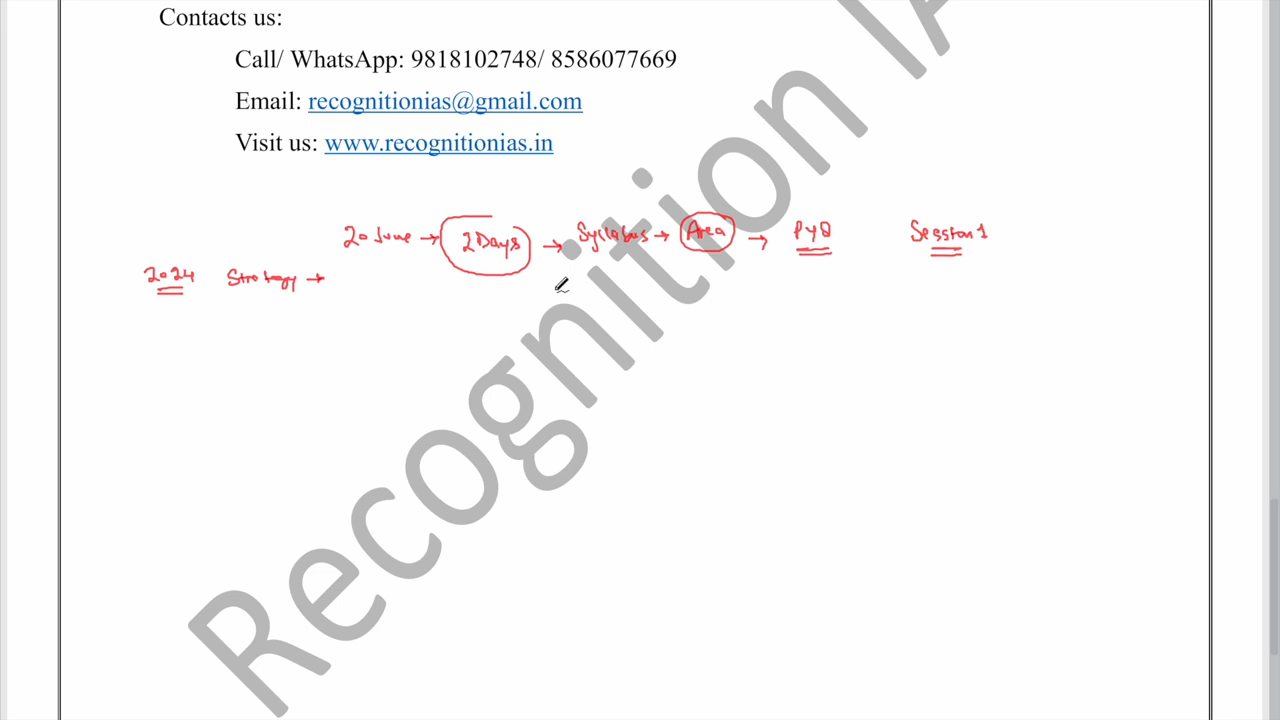 Contacts us:
Call/ WhatsApp: 9818102748/ 8586077669
Email: recognitionias@gmail.com
Visit us: www.recognitionias.in
20 June → 2 Days → Syllabus → Area → PYQ Session 1
2024 Strategy →
Recognition IA